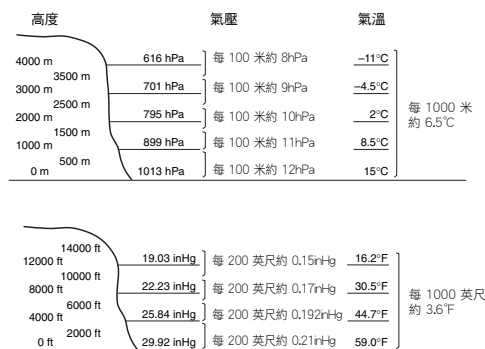 高度 氣壓 氣溫
616 hPa 每 100 米約 8hPa –11°C
4000 m
3500 m
701 hPa 每 100 米約 9hPa –4.5°C
3000 m
2500 m
795 hPa 每 100 米約 10hPa 2°C
2000 m
1500 m
899 hPa 每 100 米約 11hPa 8.5°C
1000 m
500 m
0 m 1013 hPa 每 100 米約 12hPa 15°C
每 1000 米
約 6.5°C
14000 ft
12000 ft 19.03 inHg 每 200 英尺約 0.15inHg 16.2°F
10000 ft
8000 ft 22.23 inHg 每 200 英尺約 0.17inHg 30.5°F
6000 ft
4000 ft 25.84 inHg 每 200 英尺約 0.192inHg 44.7°F
2000 ft
0 ft 29.92 inHg 每 200 英尺約 0.21inHg 59.0°F
每 1000 英尺
約 3.6°F